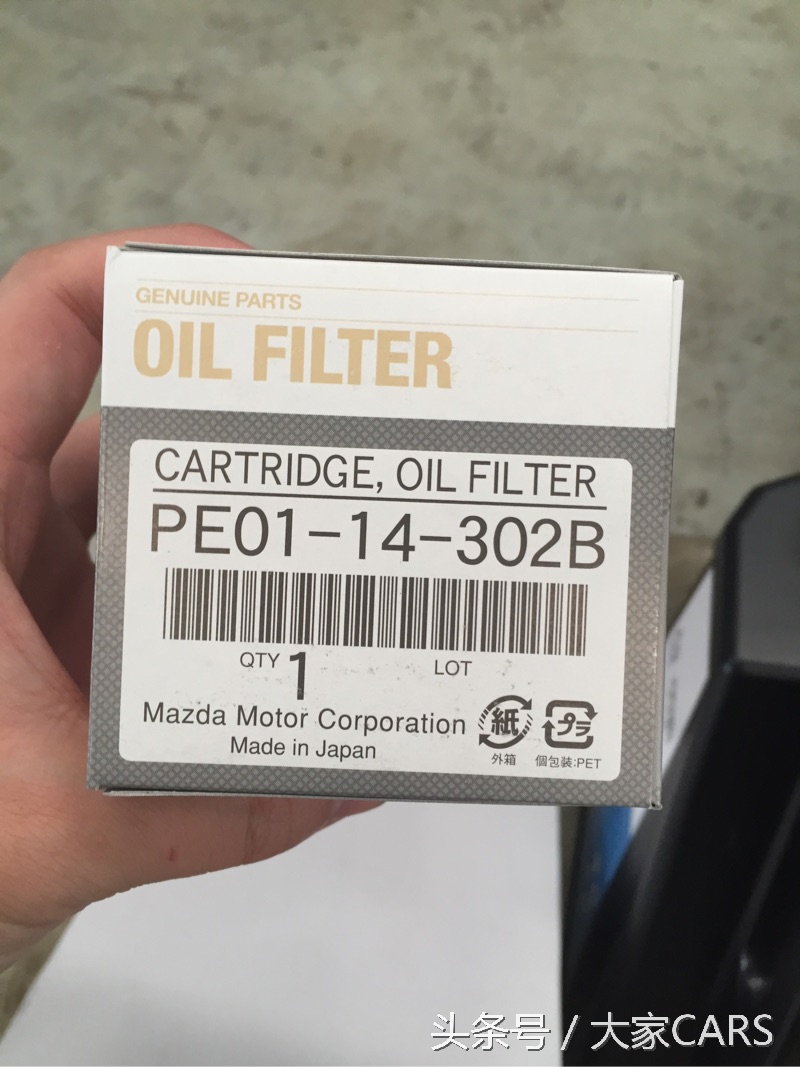 GENUINE PARTS
OIL FILTER
CARTRIDGE, OIL FILTER
PE01-14-302B
QTY 1 LOT
Mazda Motor Corporation
Made in Japan
紙 プラ
外箱 個包装:PET
头条号 / 大家CARS